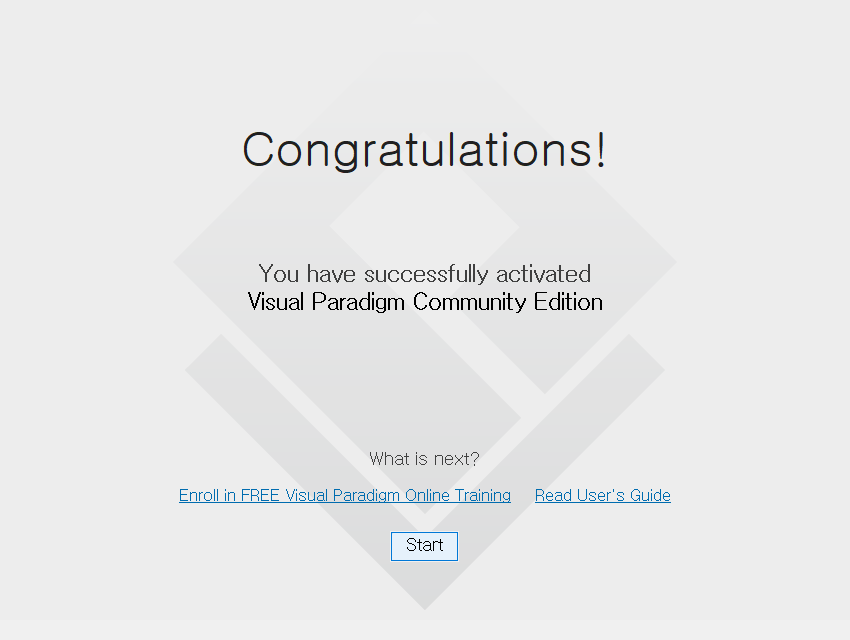 Congratulations!
You have successfully activated
Visual Paradigm Community Edition
What is next?
Enroll in FREE Visual Paradigm Online Training Read User's Guide
Start